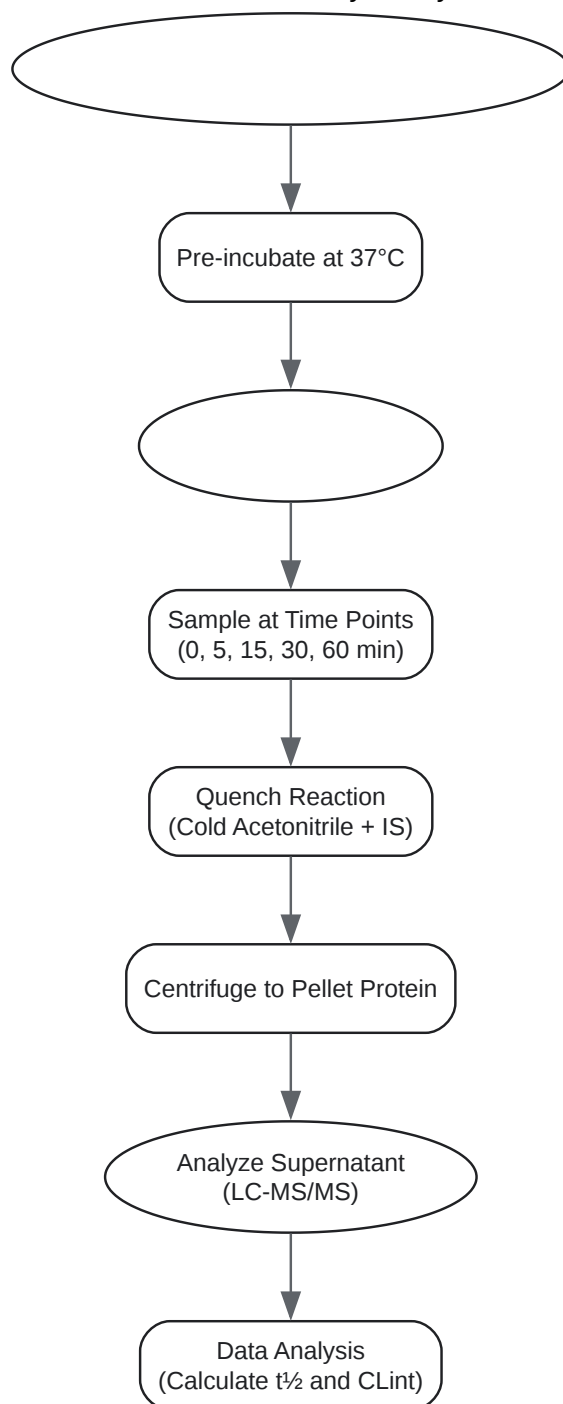 Pre-incubate at 37°C
Sample at Time Points
(0, 5, 15, 30, 60 min)
Quench Reaction
(Cold Acetonitrile + IS)
Centrifuge to Pellet Protein
Analyze Supernatant
(LC-MS/MS)
Data Analysis
(Calculate t½ and CLint)